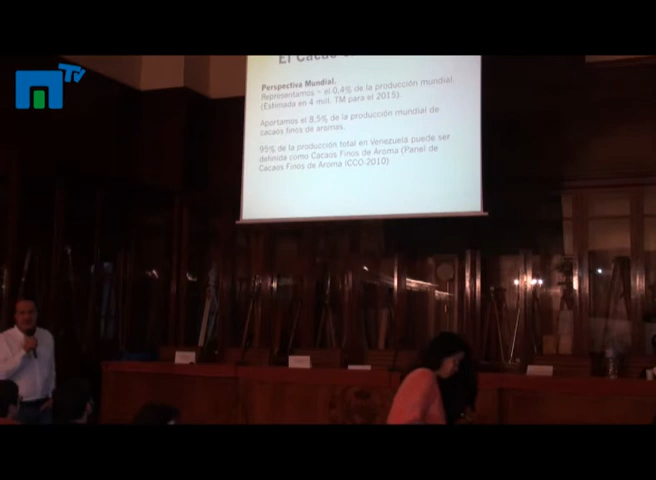 TV
El Cacao
Perspectiva Mundial.
Representamos ~ el 0,4% de la producción mundial
(Estimada en 4 mill. TM para el 2015).
Aportamos el 8,5% de la producción mundial de
cacaos finos de aromas.
95% de la producción total en Venezuela puede ser
definida como Cacaos Finos de Aroma (Panel de
Cacaos Finos de Aroma ICCO-2010)